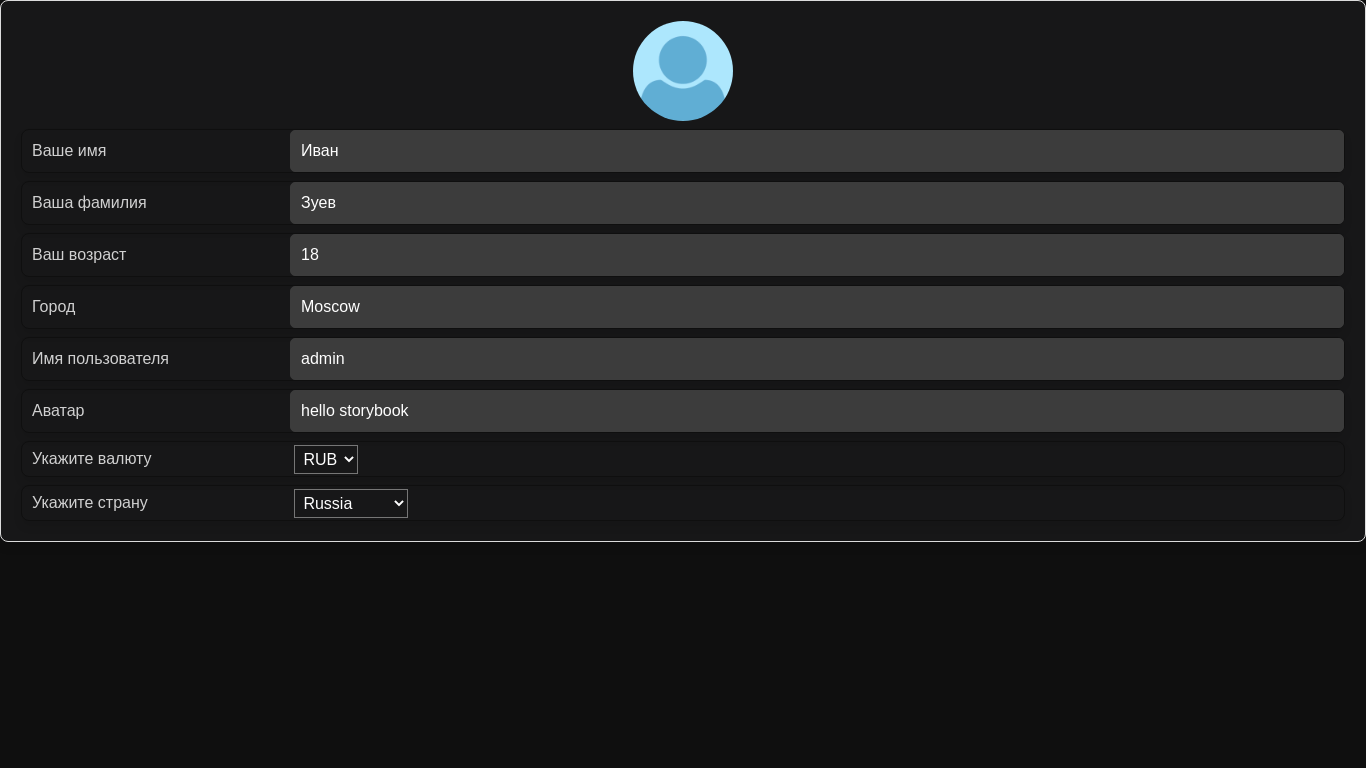 Ваше имя Иван
Ваша фамилия Зуев
Ваш возраст 18
Город Moscow
Имя пользователя admin
Аватар hello storybook
Укажите валюту RUB
Укажите страну Russia